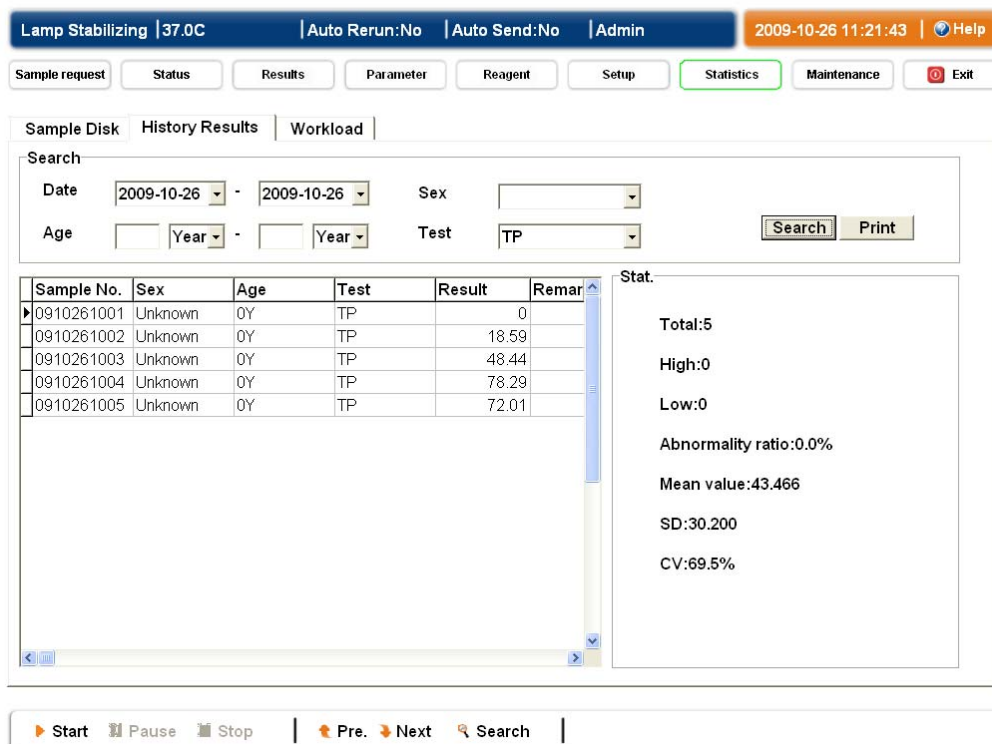 Lamp Stabilizing |37.0C |Auto Rerun:No |Auto Send:No |Admin 2009-10-26 11:21:43 | Help
Sample request Status Results Parameter Reagent Setup Statistics Maintenance Exit
Sample Disk History Results Workload
Search
Date 2009-10-26 - 2009-10-26 Sex
Age Year - Year Test TP Search Print
Sample No. Sex Age Test Result Remar
0910261001 Unknown 0Y TP 0
0910261002 Unknown 0Y TP 18.59
0910261003 Unknown 0Y TP 48.44
0910261004 Unknown 0Y TP 78.29
0910261005 Unknown 0Y TP 72.01
Stat.
Total:5
High:0
Low:0
Abnormality ratio:0.0%
Mean value:43.466
SD:30.200
CV:69.5%
Start Pause Stop | Pre. Next Search |